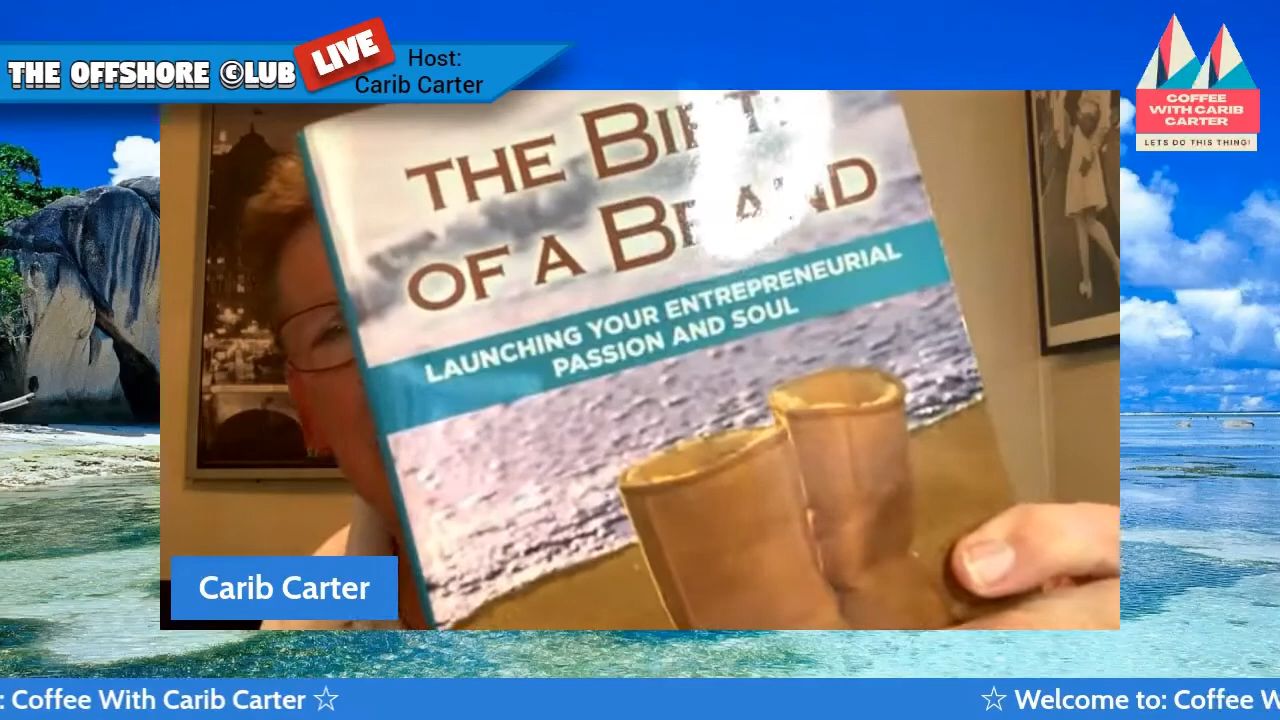 THE OFFSHORE ©LUB
LIVE
Host:
Carib Carter
COFFEE
WITH CARIB
CARTER
LETS DO THIS THING!
THE
OF A
LAUNCHING YOUR ENTREPRENEURIAL
PASSION AND SOUL
Carib Carter
: Coffee With Carib Carter ☆
☆ Welcome to: Coffee W